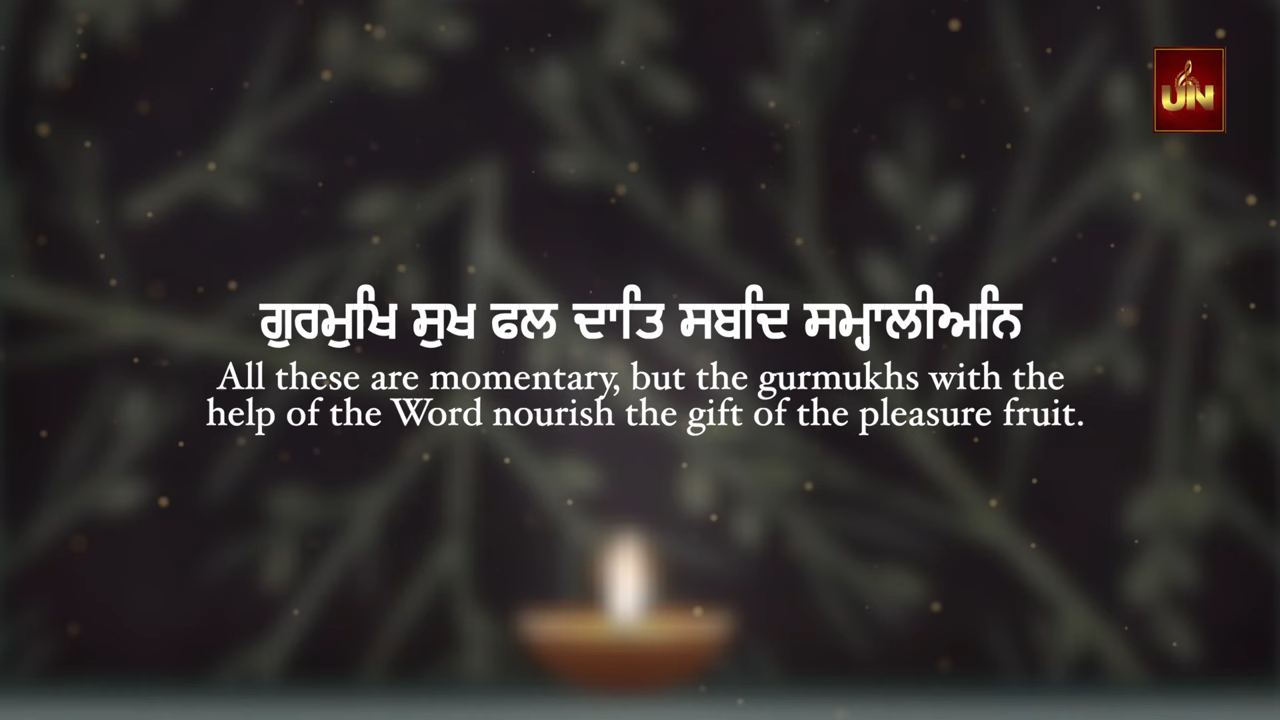 UN
ਗੁਰਮੁਖਿ ਸੁਖ ਫਲ ਦਾਤਿ ਸਬਦਿ ਸਮ੍ਹਾਲੀਅਨਿ
All these are momentary, but the gurmukhs with the
help of the Word nourish the gift of the pleasure fruit.